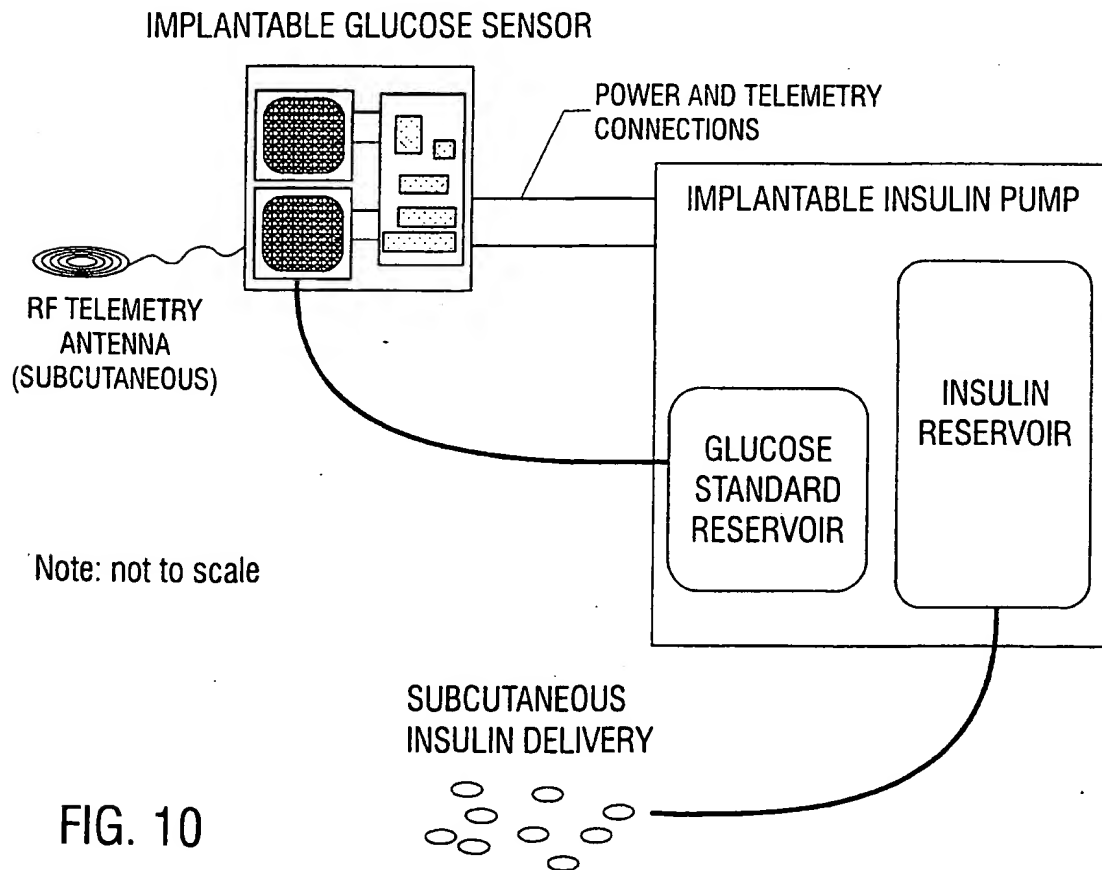 IMPLANTABLE GLUCOSE SENSOR
POWER AND TELEMETRY
CONNECTIONS
IMPLANTABLE INSULIN PUMP
RF TELEMETRY
ANTENNA
(SUBCUTANEOUS)
INSULIN
RESERVOIR
GLUCOSE
STANDARD
RESERVOIR
Note: not to scale
SUBCUTANEOUS
INSULIN DELIVERY
FIG. 10